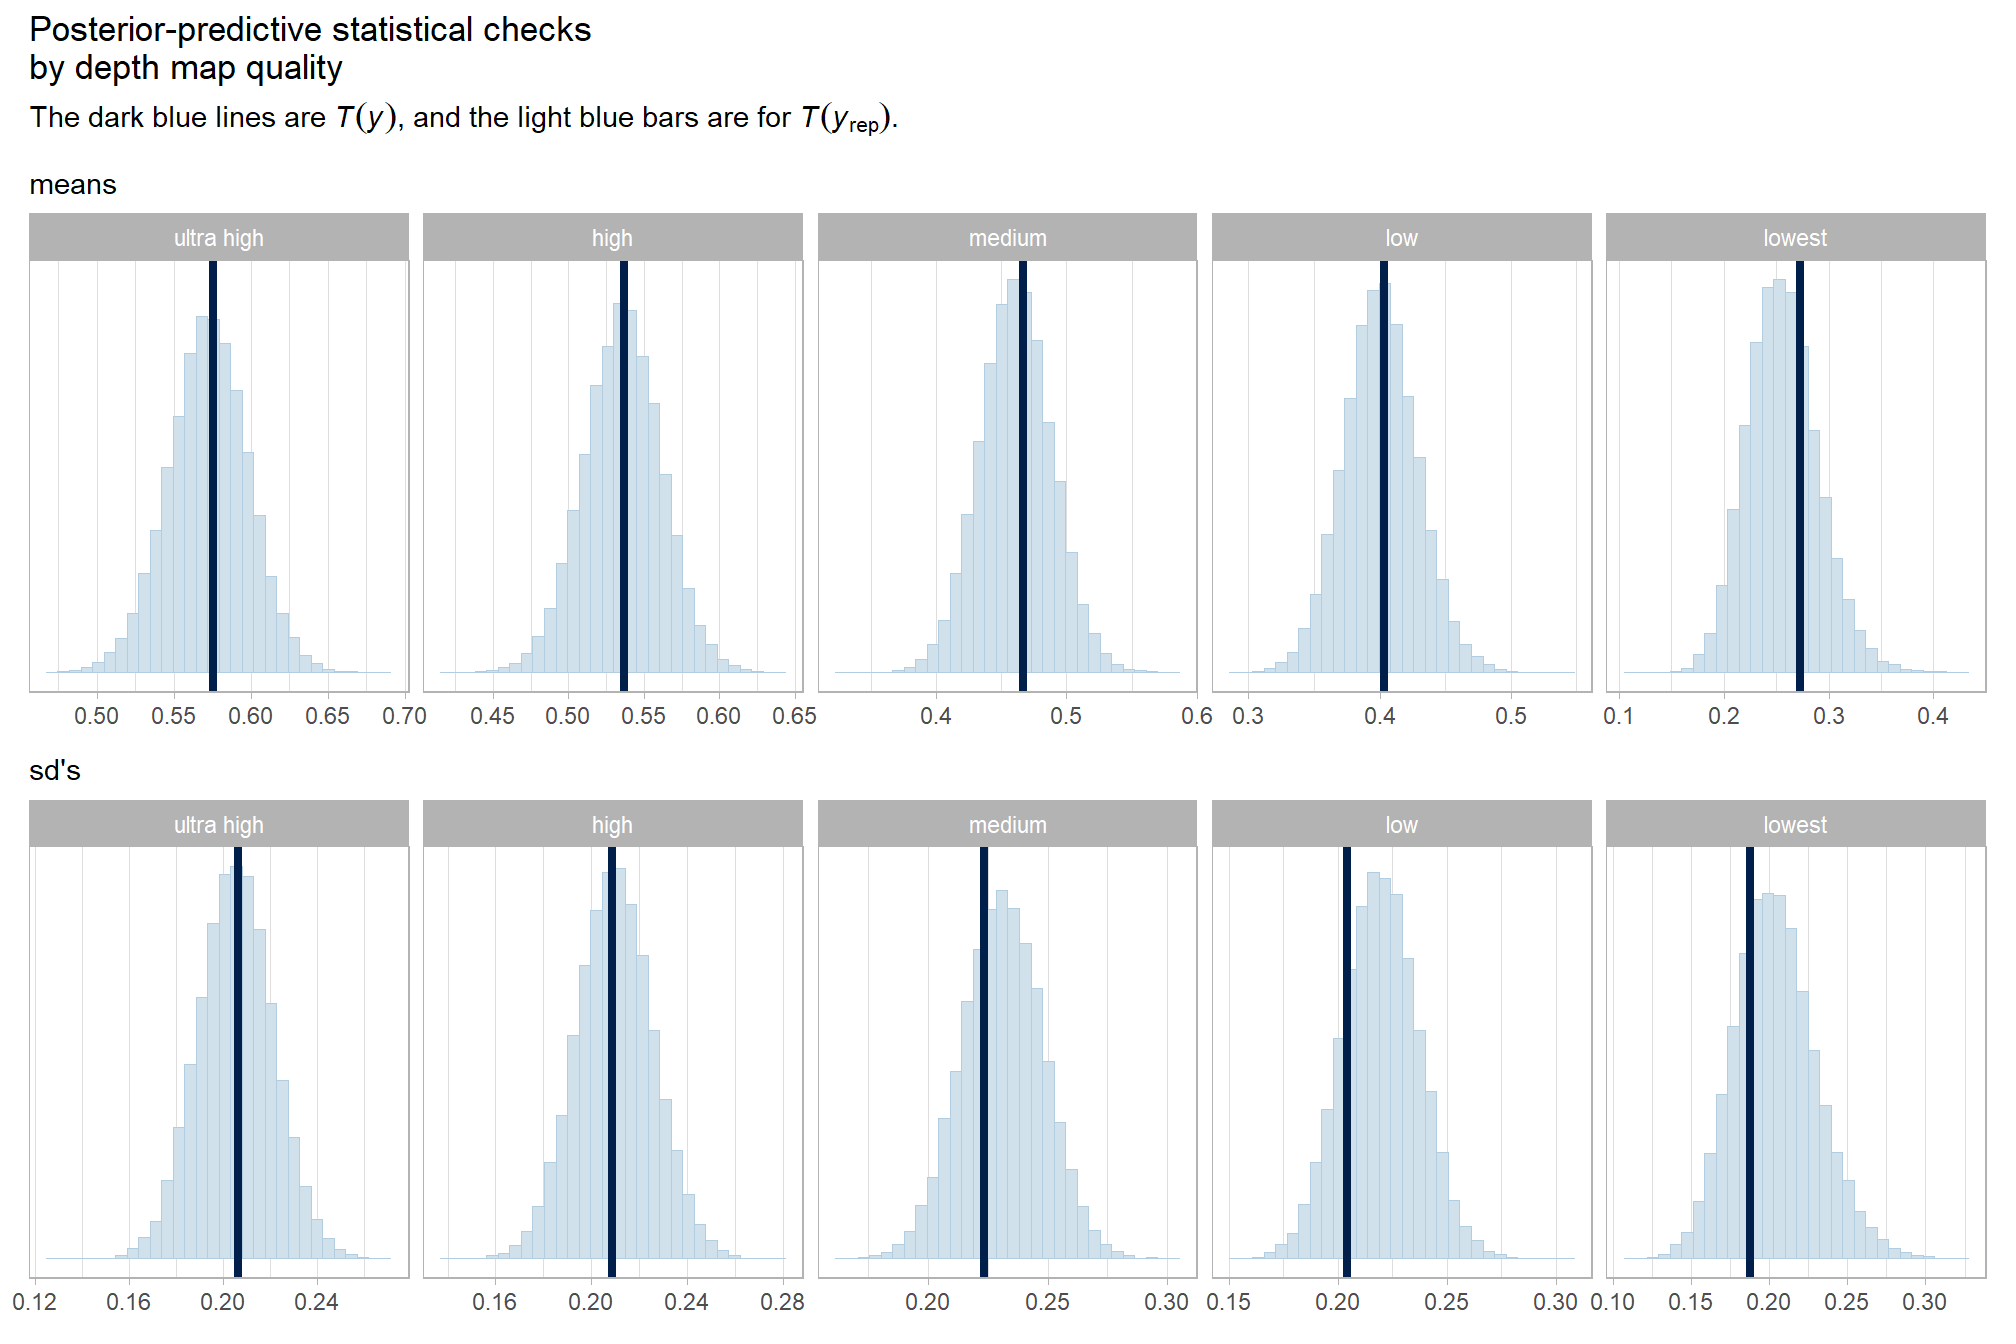 Posterior-predictive statistical checks
by depth map quality
The dark blue lines are T(y), and the light blue bars are for T(y_rep).
means
ultra high high medium low lowest
0.50 0.55 0.60 0.65 0.70 0.45 0.50 0.55 0.60 0.65 0.4 0.5 0.6 0.3 0.4 0.5 0.1 0.2 0.3 0.4
sd's
ultra high high medium low lowest
0.12 0.16 0.20 0.24 0.16 0.20 0.24 0.28 0.20 0.25 0.30 0.15 0.20 0.25 0.30 0.10 0.15 0.20 0.25 0.30